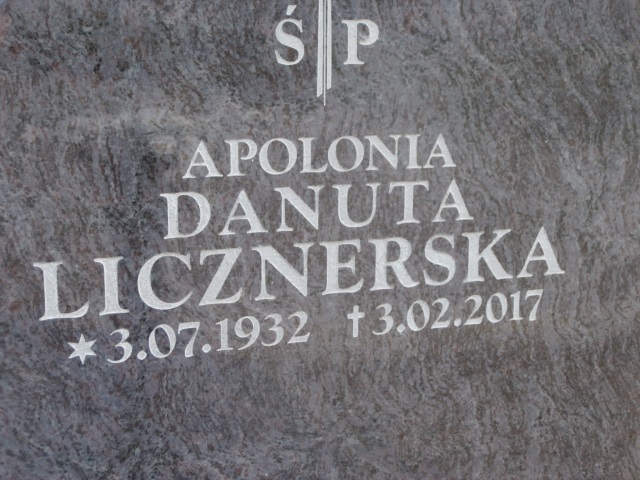 Ś P
APOLONIA
DANUTA
LICZNERSKA
* 3.07.1932 † 3.02.2017